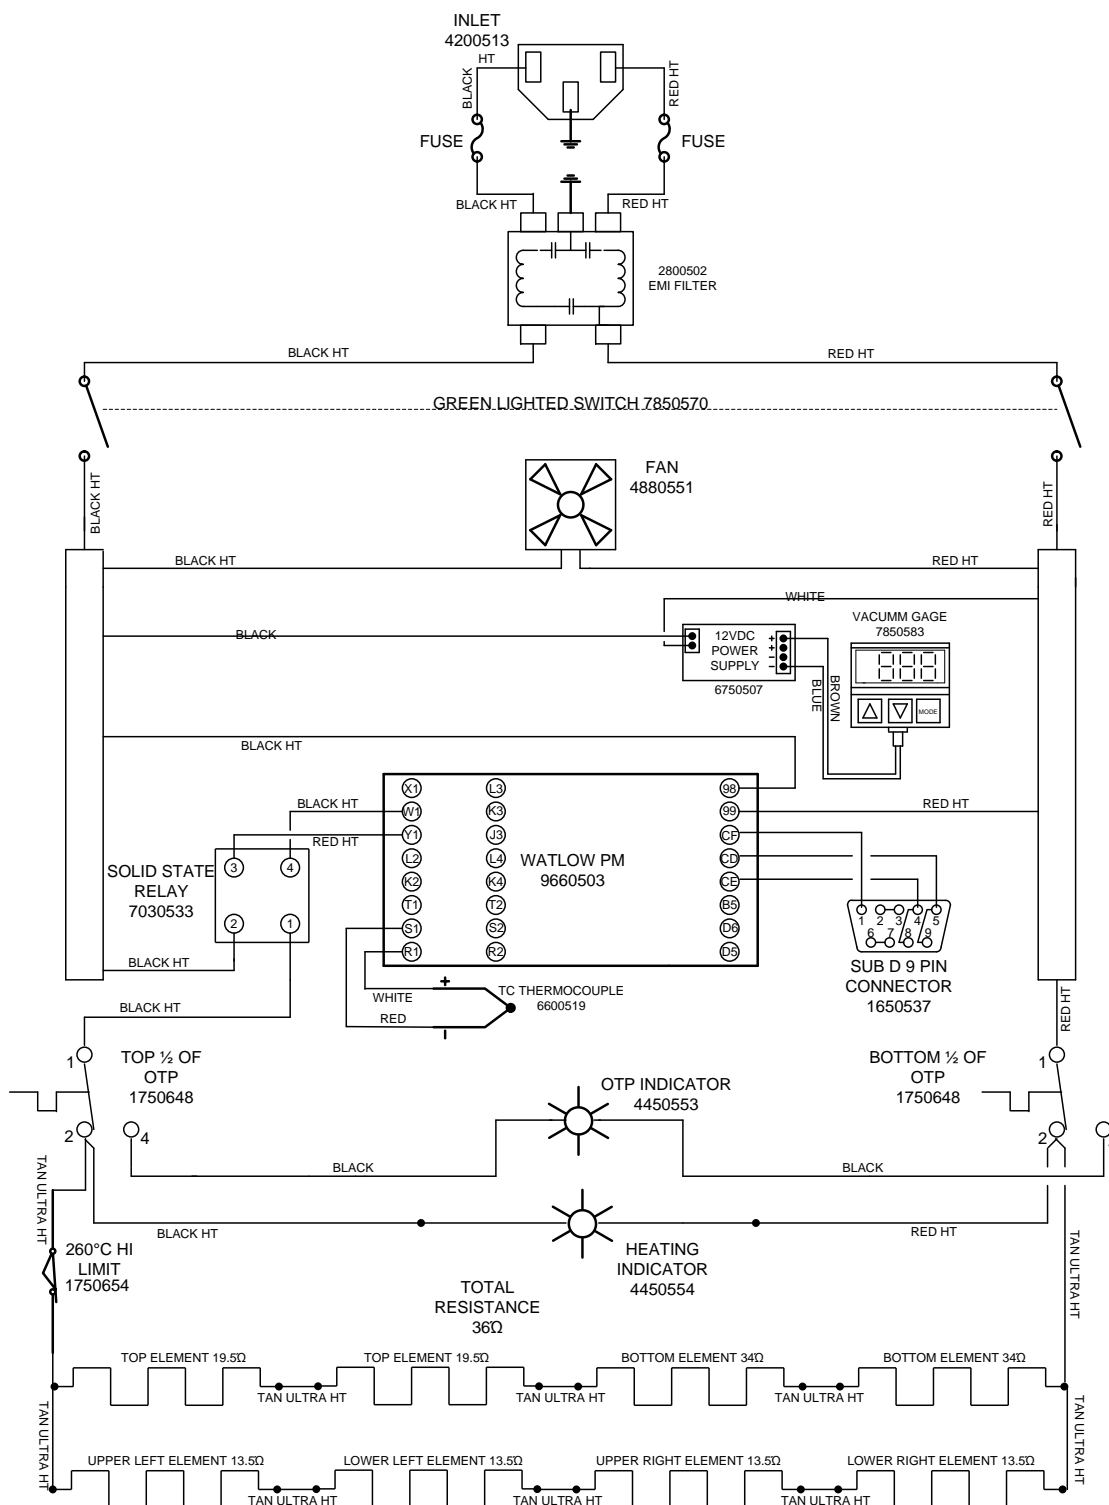 INLET
4200513
HT
BLACK
RED HT
FUSE
FUSE
BLACK HT
RED HT
2800502
EMI FILTER
BLACK HT
RED HT
GREEN LIGHTED SWITCH 7850570
BLACK HT
RED HT
FAN
4880551
BLACK HT
RED HT
WHITE
BLACK
12VDC
POWER
SUPPLY
+
+
−
−
6750507
BROWN
BLUE
VACUMM GAGE
7850583
888
MODE
BLACK HT
X1
L3
98
BLACK HT
W1
K3
99
RED HT
RED HT
Y1
J3
CF
L2
L4
CD
WATLOW PM
9660503
K2
K4
CE
T1
T2
B5
S1
S2
D6
R1
R2
D5
SOLID STATE
RELAY
7030533
3
4
2
1
BLACK HT
BLACK HT
1
2
3
4
5
6
7
8
9
SUB D 9 PIN
CONNECTOR
1650537
+
WHITE
RED
−
TC THERMOCOUPLE
6600519
RED HT
1
TOP ½ OF
OTP
1750648
2
4
BOTTOM ½ OF
OTP
1750648
1
2
OTP INDICATOR
4450553
BLACK
BLACK
TAN ULTRA HT
BLACK HT
RED HT
HEATING
INDICATOR
4450554
TAN ULTRA HT
260°C HI
LIMIT
1750654
TOTAL
RESISTANCE
36Ω
TOP ELEMENT 19.5Ω
TOP ELEMENT 19.5Ω
BOTTOM ELEMENT 34Ω
BOTTOM ELEMENT 34Ω
TAN ULTRA HT
TAN ULTRA HT
TAN ULTRA HT
TAN ULTRA HT
TAN ULTRA HT
UPPER LEFT ELEMENT 13.5Ω
LOWER LEFT ELEMENT 13.5Ω
UPPER RIGHT ELEMENT 13.5Ω
LOWER RIGHT ELEMENT 13.5Ω
TAN ULTRA HT
TAN ULTRA HT
TAN ULTRA HT